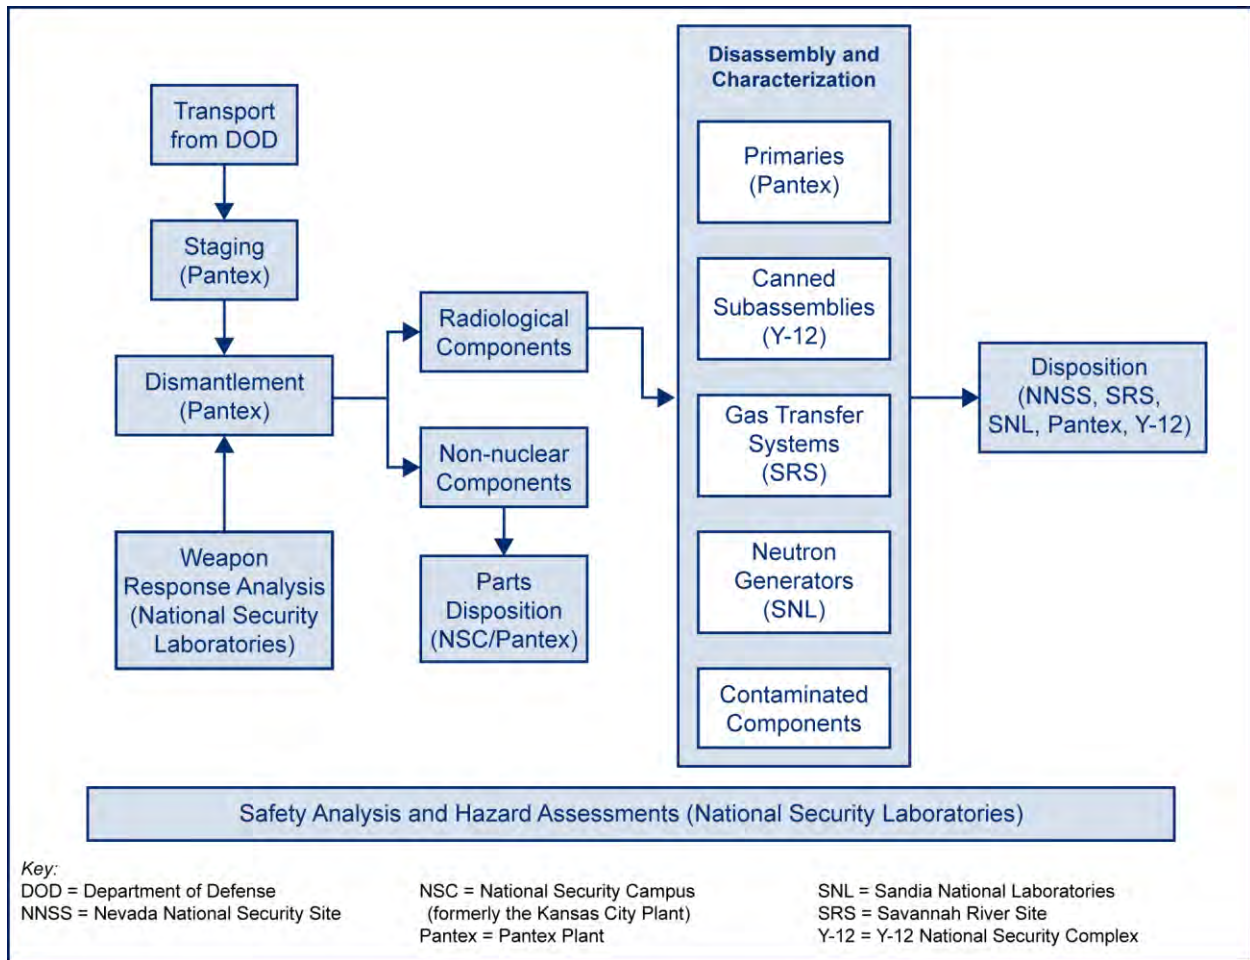 Transport
from DOD
Staging
(Pantex)
Dismantlement
(Pantex)
Weapon
Response Analysis
(National Security
Laboratories)
Radiological
Components
Non-nuclear
Components
Parts
Disposition
(NSC/Pantex)
Disassembly and
Characterization
Primaries
(Pantex)
Canned
Subassemblies
(Y-12)
Gas Transfer
Systems
(SRS)
Neutron
Generators
(SNL)
Contaminated
Components
Disposition
(NNSS, SRS,
SNL, Pantex, Y-12)
Safety Analysis and Hazard Assessments (National Security Laboratories)
Key:
DOD = Department of Defense
NNSS = Nevada National Security Site
NSC = National Security Campus
(formerly the Kansas City Plant)
Pantex = Pantex Plant
SNL = Sandia National Laboratories
SRS = Savannah River Site
Y-12 = Y-12 National Security Complex